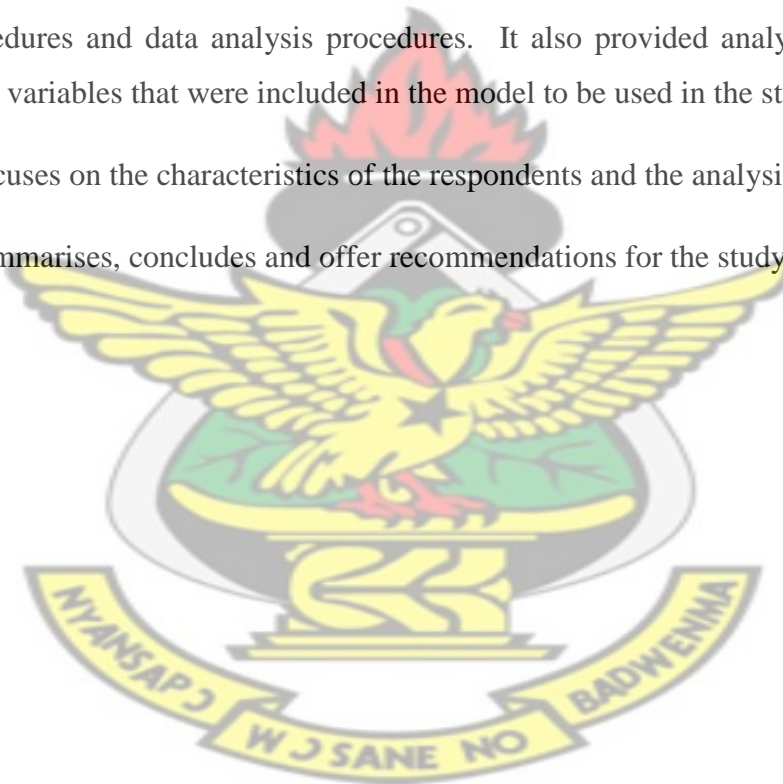 edures and data analysis procedures. It also provided analy
variables that were included in the model to be used in the st
cuses on the characteristics of the respondents and the analysi
mmarises, concludes and offer recommendations for the study
NYANSAPƆ
WƆSANE NO
BADWENMA